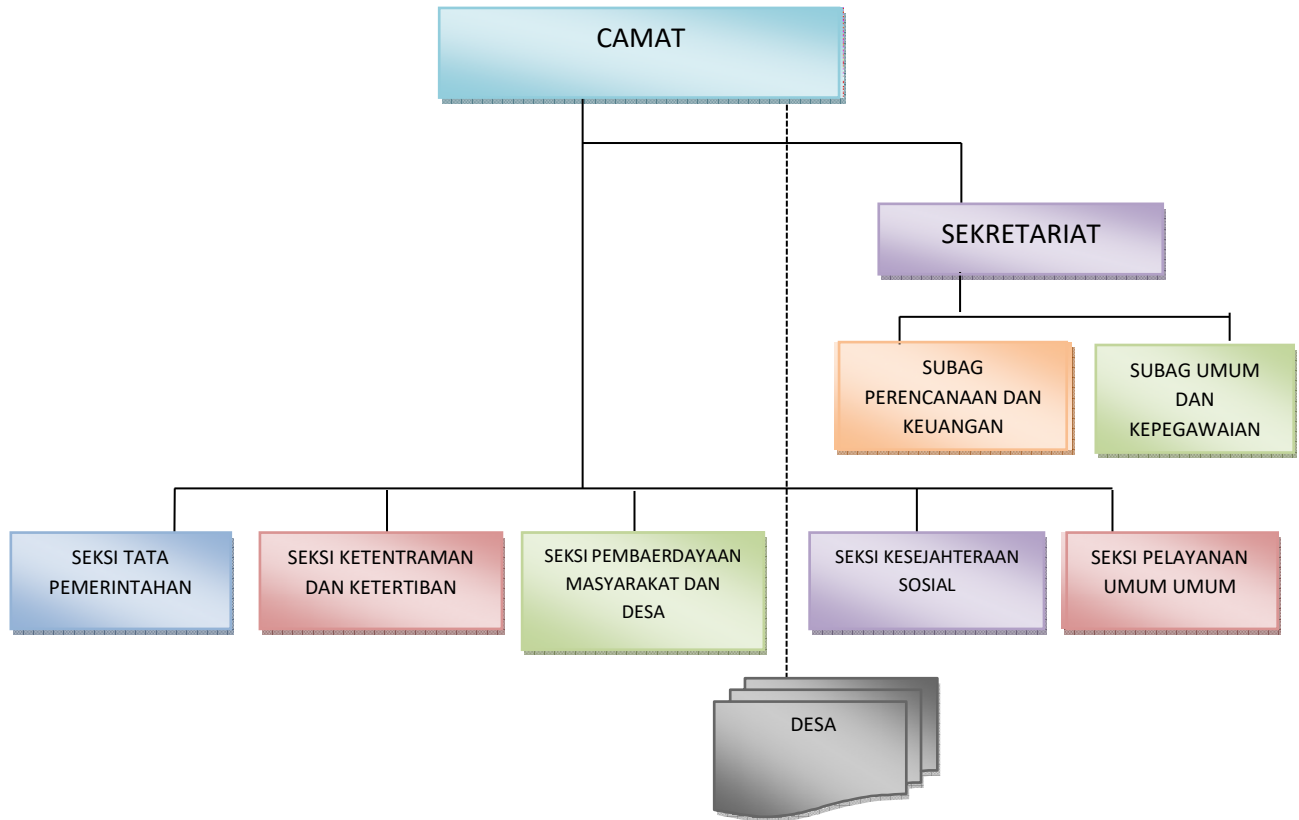 CAMAT
SEKRETARIAT
SUBAG
PERENCANAAN DAN
KEUANGAN
SUBAG UMUM
DAN
KEPEGAWAIAN
SEKSI TATA
PEMERINTAHAN
SEKSI KETENTRAMAN
DAN KETERTIBAN
SEKSI PEMBAERDAYAAN
MASYARAKAT DAN
DESA
SEKSI KESEJAHTERAAN
SOSIAL
SEKSI PELAYANAN
UMUM UMUM
DESA